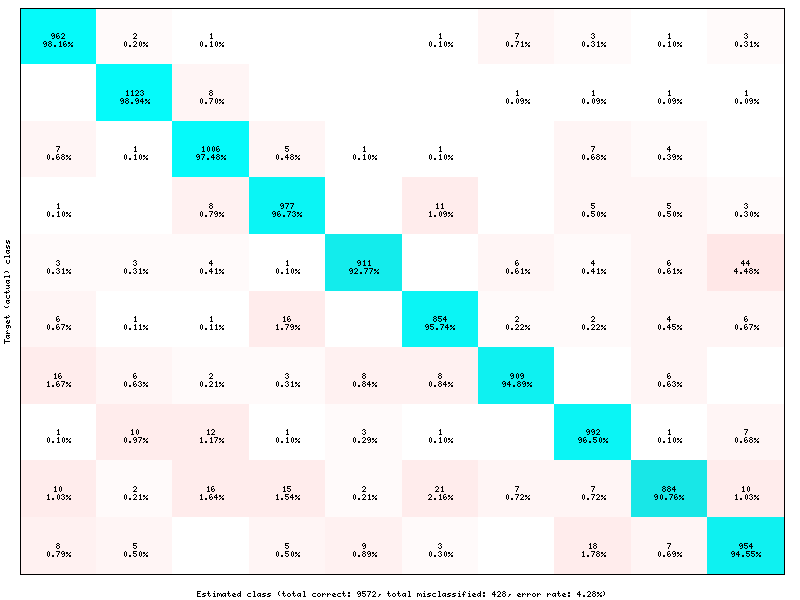 962 2 1 1 7 3 1 3
98.16% 0.20% 0.10% 0.10% 0.71% 0.31% 0.10% 0.31%
1123 8 1 1 1 1
98.94% 0.70% 0.09% 0.09% 0.09% 0.09%
7 1 1006 5 1 1 7 4
0.68% 0.10% 97.48% 0.48% 0.10% 0.10% 0.68% 0.39%
1 8 977 11 5 5 3
0.10% 0.79% 96.73% 1.09% 0.50% 0.50% 0.30%
3 3 4 1 911 6 4 6 44
0.31% 0.31% 0.41% 0.10% 92.77% 0.61% 0.41% 0.61% 4.48%
6 1 1 16 854 2 2 4 6
0.67% 0.11% 0.11% 1.79% 95.74% 0.22% 0.22% 0.45% 0.67%
16 6 2 3 8 8 909 6
1.67% 0.63% 0.21% 0.31% 0.84% 0.84% 94.89% 0.63%
1 10 12 1 3 1 992 1 7
0.10% 0.97% 1.17% 0.10% 0.29% 0.10% 96.50% 0.10% 0.68%
10 2 16 15 2 21 7 7 884 10
1.03% 0.21% 1.64% 1.54% 0.21% 2.16% 0.72% 0.72% 90.76% 1.03%
8 5 5 9 3 18 7 954
0.79% 0.50% 0.50% 0.89% 0.30% 1.78% 0.69% 94.55%
Target (actual) class
Estimated class (total correct: 9572, total misclassified: 428, error rate: 4.28%)